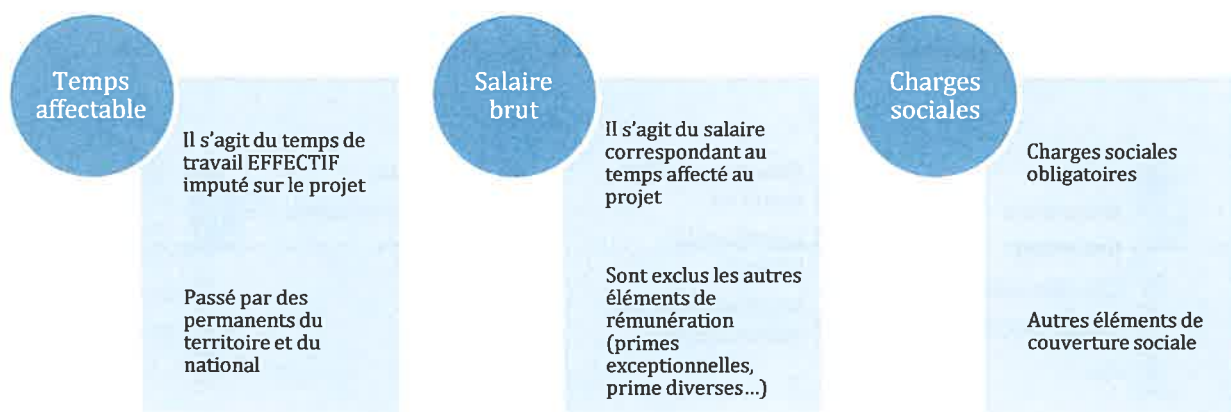 Temps
affectable
Il s'agit du temps de
travail EFFECTIF
imputé sur le projet
Passé par des
permanents du
territoire et du
national
Salaire
brut
Il s'agit du salaire
correspondant au
temps affecté au
projet
Sont exclus les autres
éléments de
rémunération
(primes
exceptionnelles,
prime diverses...)
Charges
sociales
Charges sociales
obligatoires
Autres éléments de
couverture sociale